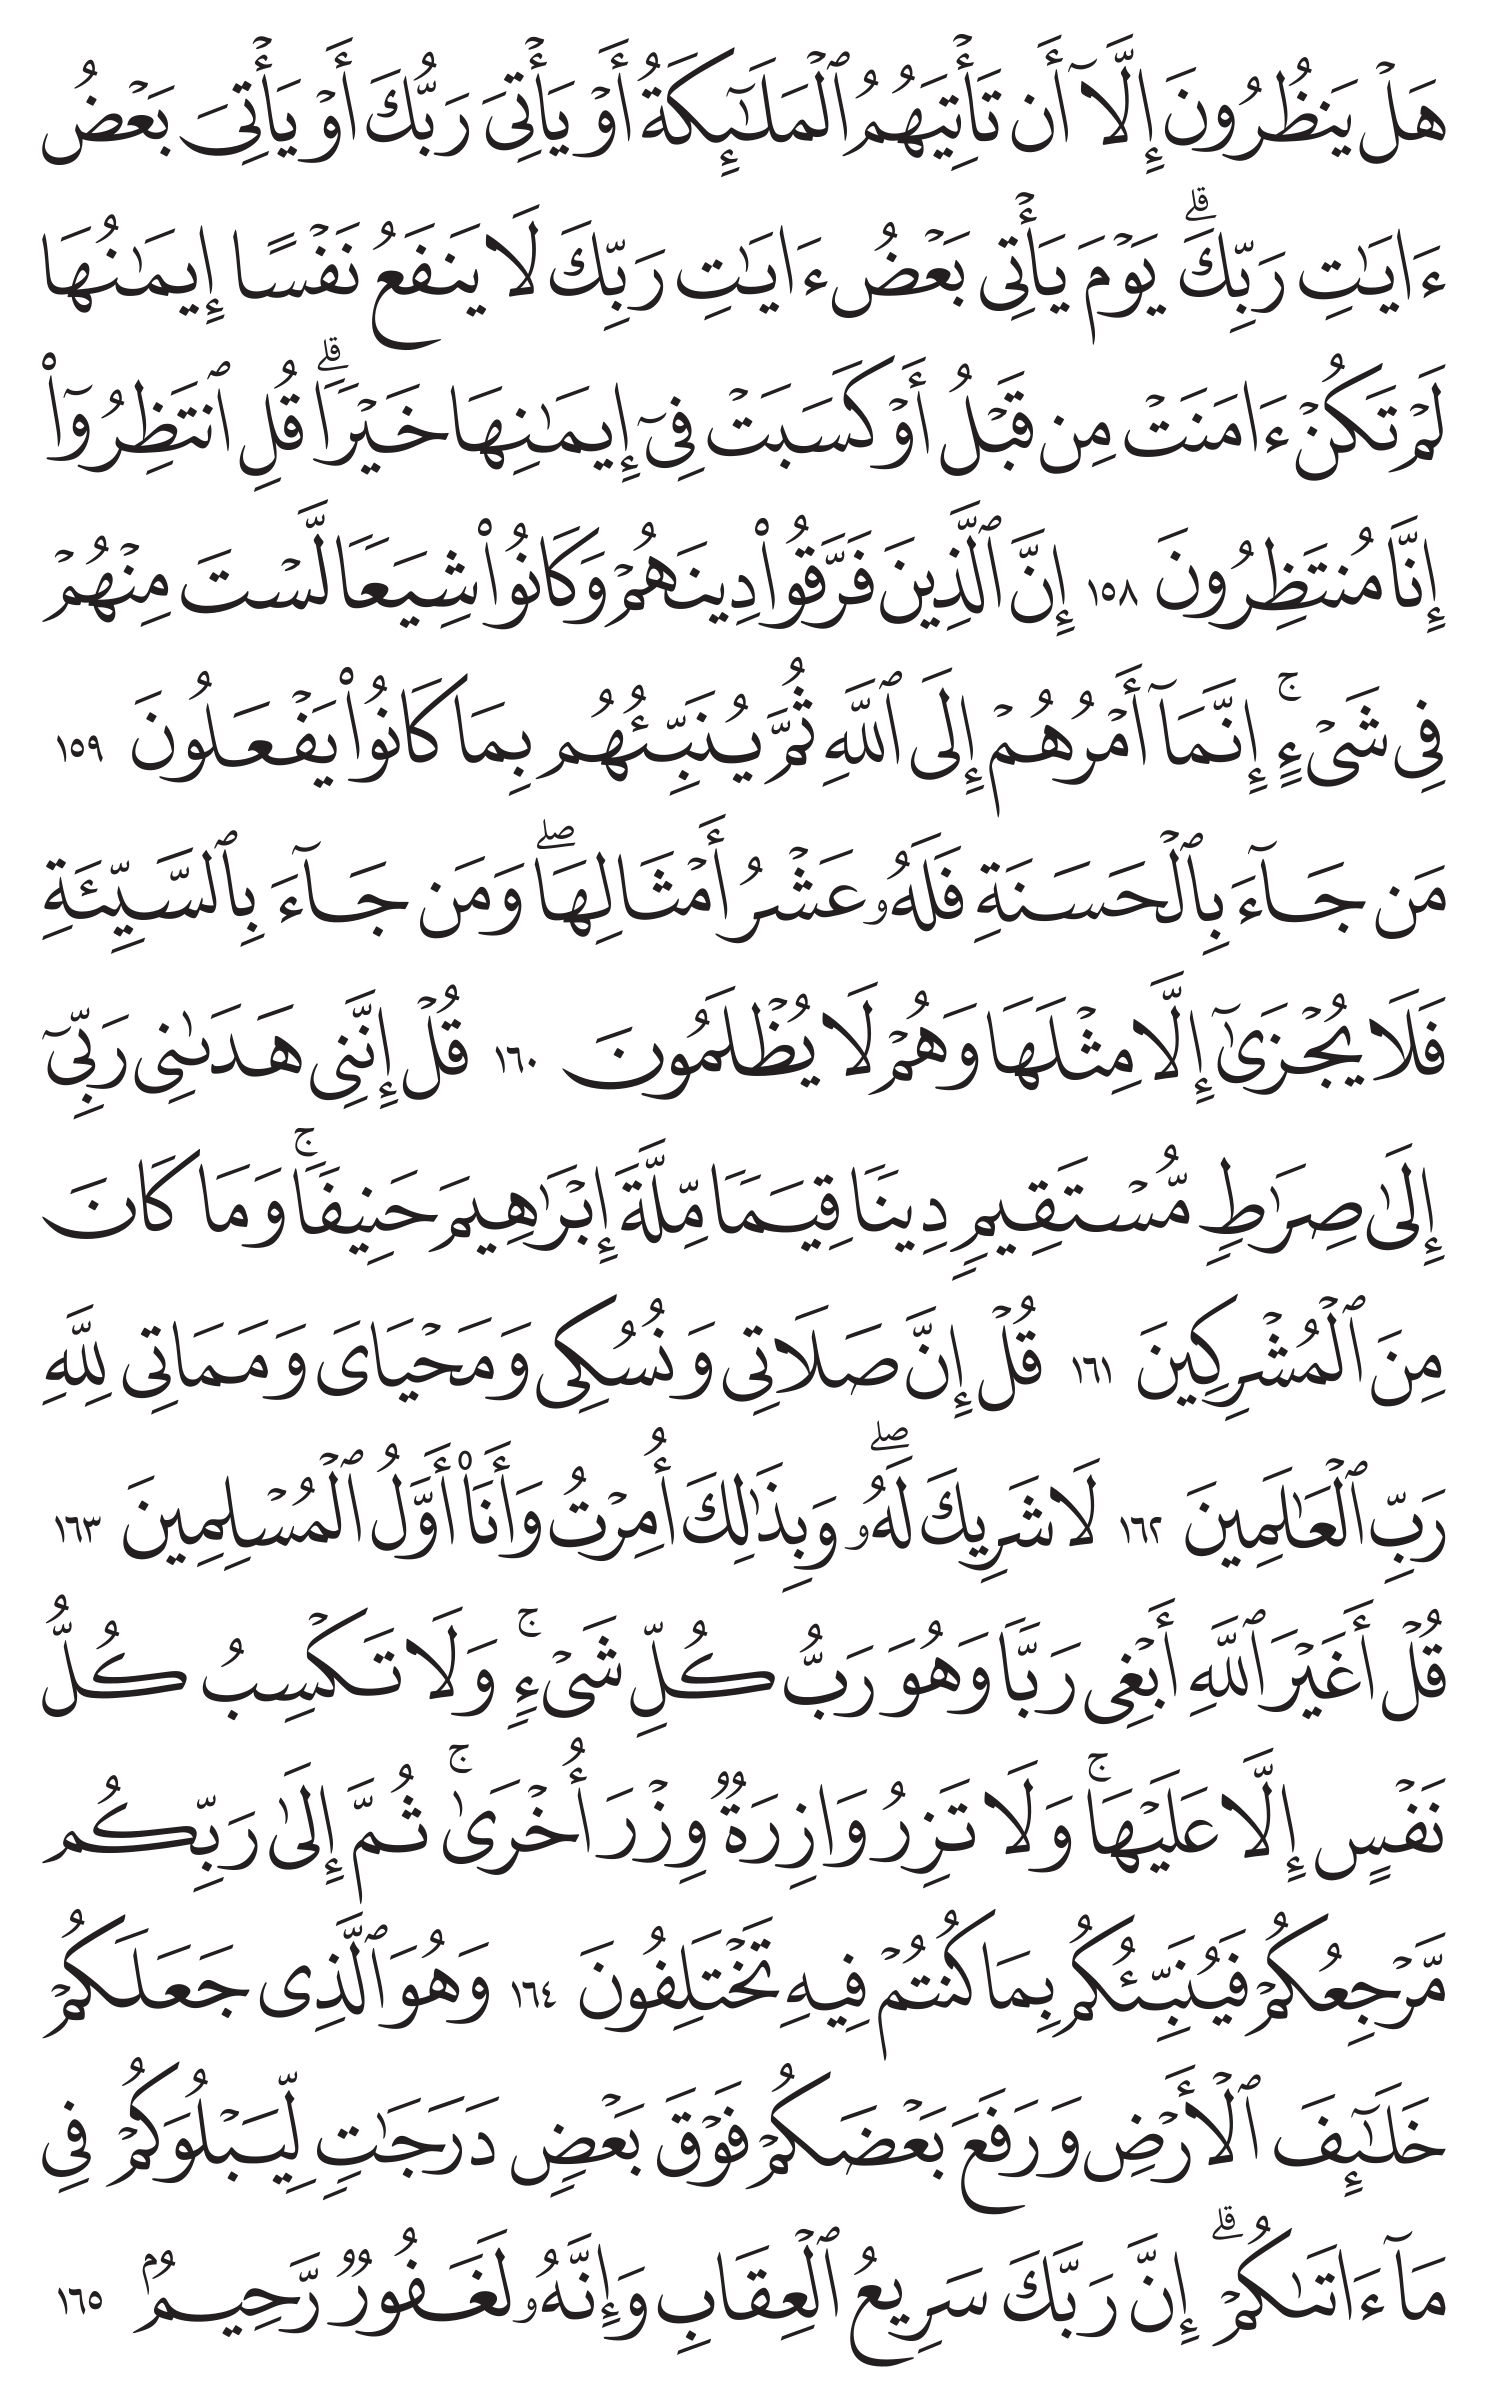 هَلۡ يَنظُرُونَ إِلَّآ أَن تَأۡتِيَهُمُ ٱلۡمَلَٰٓئِكَةُ أَوۡ يَأۡتِيَ رَبُّكَ أَوۡ يَأۡتِيَ بَعۡضُ
ءَايَٰتِ رَبِّكَۗ يَوۡمَ يَأۡتِي بَعۡضُ ءَايَٰتِ رَبِّكَ لَا يَنفَعُ نَفۡسًا إِيمَٰنُهَا
لَمۡ تَكُنۡ ءَامَنَتۡ مِن قَبۡلُ أَوۡ كَسَبَتۡ فِيٓ إِيمَٰنِهَا خَيۡرٗاۗ قُلِ ٱنتَظِرُوٓاْ
إِنَّا مُنتَظِرُونَ ١٥٨ إِنَّ ٱلَّذِينَ فَرَّقُواْ دِينَهُمۡ وَكَانُواْ شِيَعٗا لَّسۡتَ مِنۡهُمۡ
فِي شَيۡءٍۚ إِنَّمَآ أَمۡرُهُمۡ إِلَى ٱللَّهِ ثُمَّ يُنَبِّئُهُم بِمَا كَانُواْ يَفۡعَلُونَ ١٥٩
مَن جَآءَ بِٱلۡحَسَنَةِ فَلَهُۥ عَشۡرُ أَمۡثَالِهَاۖ وَمَن جَآءَ بِٱلسَّيِّئَةِ
فَلَا يُجۡزَىٰٓ إِلَّا مِثۡلَهَا وَهُمۡ لَا يُظۡلَمُونَ ١٦٠ قُلۡ إِنَّنِي هَدَىٰنِي رَبِّيٓ
إِلَىٰ صِرَٰطٖ مُّسۡتَقِيمٖ دِينٗا قِيَمٗا مِّلَّةَ إِبۡرَٰهِيمَ حَنِيفٗاۚ وَمَا كَانَ
مِنَ ٱلۡمُشۡرِكِينَ ١٦١ قُلۡ إِنَّ صَلَاتِي وَنُسُكِي وَمَحۡيَايَ وَمَمَاتِي لِلَّهِ
رَبِّ ٱلۡعَٰلَمِينَ ١٦٢ لَا شَرِيكَ لَهُۥۖ وَبِذَٰلِكَ أُمِرۡتُ وَأَنَا۠ أَوَّلُ ٱلۡمُسۡلِمِينَ ١٦٣
قُلۡ أَغَيۡرَ ٱللَّهِ أَبۡغِي رَبّٗا وَهُوَ رَبُّ كُلِّ شَيۡءٖۚ وَلَا تَكۡسِبُ كُلُّ
نَفۡسٍ إِلَّا عَلَيۡهَاۚ وَلَا تَزِرُ وَازِرَةٞ وِزۡرَ أُخۡرَىٰۚ ثُمَّ إِلَىٰ رَبِّكُم
مَّرۡجِعُكُمۡ فَيُنَبِّئُكُم بِمَا كُنتُمۡ فِيهِ تَخۡتَلِفُونَ ١٦٤ وَهُوَ ٱلَّذِي جَعَلَكُمۡ
خَلَٰٓئِفَ ٱلۡأَرۡضِ وَرَفَعَ بَعۡضَكُمۡ فَوۡقَ بَعۡضٖ دَرَجَٰتٖ لِّيَبۡلُوَكُمۡ فِي
مَآ ءَاتَىٰكُمۡۗ إِنَّ رَبَّكَ سَرِيعُ ٱلۡعِقَابِ وَإِنَّهُۥ لَغَفُورٞ رَّحِيمُۢ ١٦٥